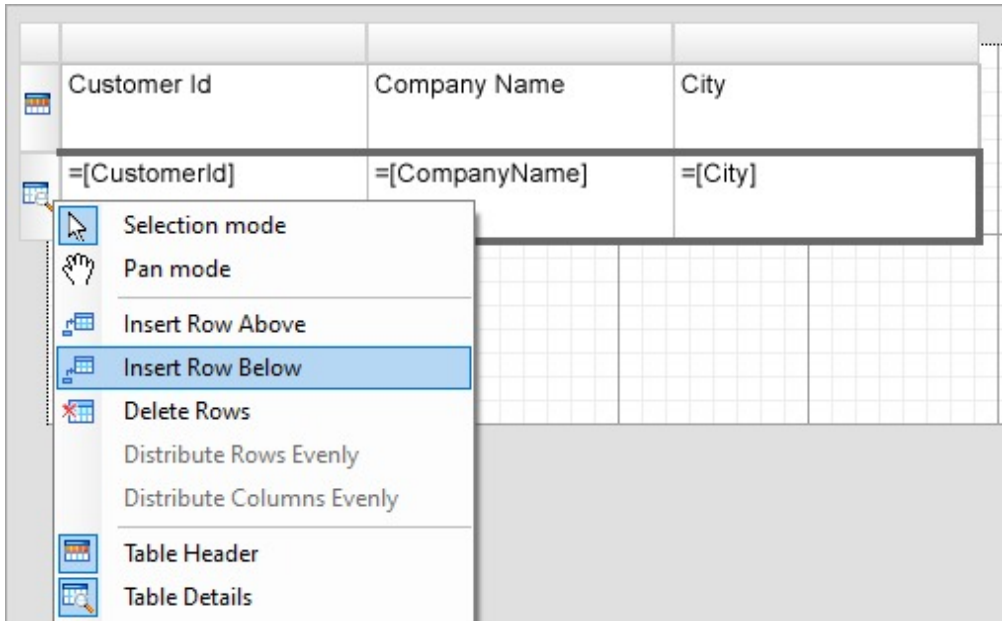 Customer Id Company Name City
=[CustomerId] =[CompanyName] =[City]
Selection mode
Pan mode
Insert Row Above
Insert Row Below
Delete Rows
Distribute Rows Evenly
Distribute Columns Evenly
Table Header
Table Details